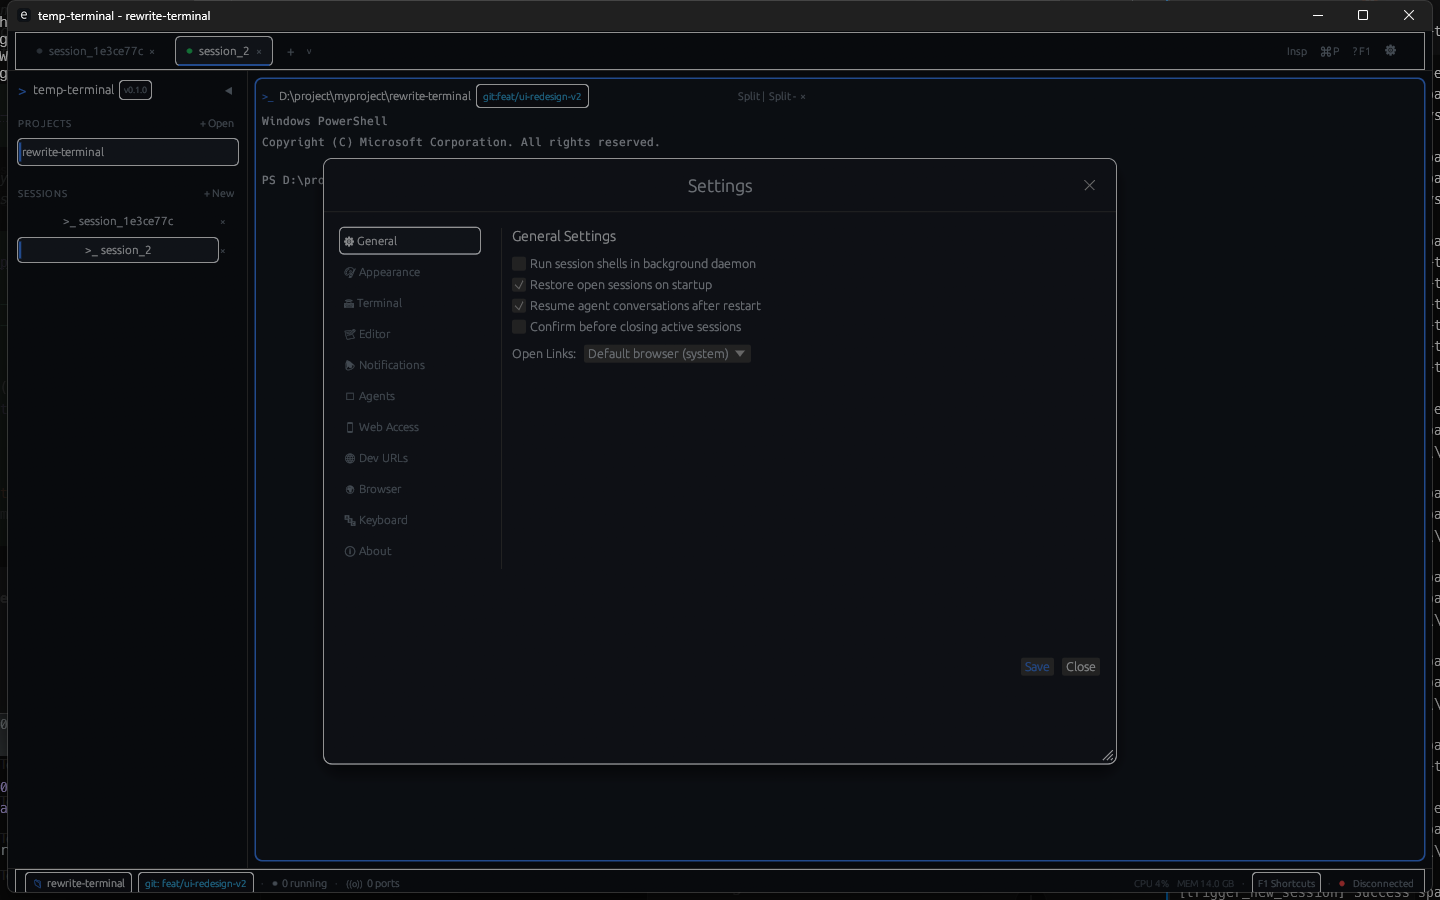 temp-terminal - rewrite-terminal
session_1e3ce77c ×
session_2 ×
+ v
Insp ⌘P ?F1
> temp-terminal v0.1.0 ◀
PROJECTS +Open
rewrite-terminal
SESSIONS +New
>_ session_1e3ce77c ×
>_ session_2 ×
>_ D:\project\myproject\rewrite-terminal git:feat/ui-redesign-v2 Split| Split- ×
Windows PowerShell
Copyright (C) Microsoft Corporation. All rights reserved.
PS D:\pro
Settings
General
Appearance
Terminal
Editor
Notifications
Agents
Web Access
Dev URLs
Browser
Keyboard
About
General Settings
Run session shells in background daemon
Restore open sessions on startup
Resume agent conversations after restart
Confirm before closing active sessions
Open Links: Default browser (system)
Save Close
rewrite-terminal git: feat/ui-redesign-v2 · ● 0 running · ((o)) 0 ports
CPU 4% MEM 14.0 GB · F1 Shortcuts · ● Disconnected